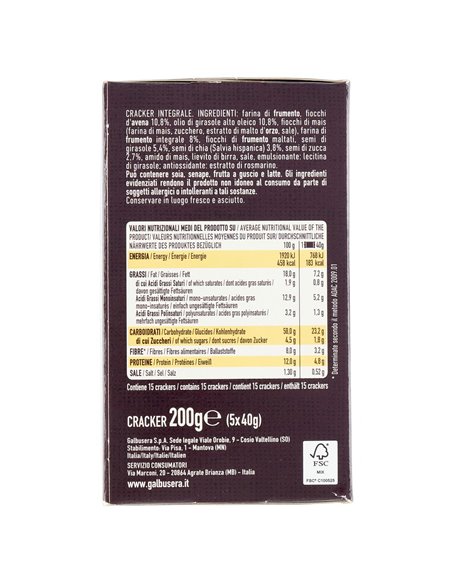 CRACKER INTEGRALE. INGREDIENTI: farina di frumento, fiocchi
d'avena 10,8%, olio di girasole alto oleico 10,8%, fiocchi di mais
(farina di mais, zucchero, estratto di malto d'orzo, sale), farina di
frumento integrale 8%, fiocchi di frumento maltati, semi di
girasole 5,4%, semi di chia (Salvia hispanica) 3,8%, semi di zucca
2,7%, amido di mais, lievito di birra, sale, emulsionante: lecitina di
girasole; antiossidante: estratto di rosmarino.
Può contenere soia, senape, frutta a guscio e latte. Gli ingredienti
evidenziati rendono il prodotto non idoneo al consumo da parte di
soggetti allergici o intolleranti a tali sostanze.
Conservare in luogo fresco e asciutto.
VALORI NUTRIZIONALI MEDI DEL PRODOTTO SU / AVERAGE NUTRITIONAL VALUE OF THE
PRODUCT/ VALEURS NUTRITIONNELLES MOYENNES DU PRODUIT SUR/ DURCHSCHNITTLICHE
NÄHRWERTE DES PRODUKTES BEZÜGLICH 100 g 40g
ENERGIA / Energy / Énergie / Energie 1920 kJ 768 kJ
458 kcal 183 kcal
GRASSI / Fat / Graisses / Fett 18,0 g 7,2 g
di cui Acidi Grassi Saturi / of which saturates / dont acides gras saturés / 1,9 g 0,8 g
davon gesättigte Fettsäuren
Acidi Grassi Monoinsaturi / mono-unsaturates / acides gras 12,9 g 5,2 g
mono-insaturés / einfach ungesättigte Fettsäuren
Acidi Grassi Polinsaturi / polyunsaturates / acides gras polyinsaturés / 3,2 g 1,3 g
mehrfach ungesättigte Fettsäuren
CARBOIDRATI / Carbohydrate / Glucides / Kohlenhydrate 58,0 g 23,2 g
di cui Zuccheri / of which sugars / dont sucres / davon Zucker 4,5 g 1,8 g
FIBRE* / Fibres / Fibres alimentaires / Ballaststoffe 8,0 g 3,2 g
PROTEINE / Protein / Protéines / Eiweiß 12,0 g 4,8 g
SALE / Salt / Sel / Salz 1,30 g 0,52 g
Contiene 15 crackers / contains 15 crackers / contient 15 crackers / enthält 15 crackers
* Determinate secondo il metodo AOAC 2009.01
CRACKER 200g℮ (5x40g)
Galbusera S.p.A. Sede legale Viale Orobie, 9 - Cosio Valtellino (SO)
Stabilimento: Via Pisa, 1 - Mantova (MN)
Italia/Italy/Italie/Italien
SERVIZIO CONSUMATORI
Via Marconi, 20 - 20864 Agrate Brianza (MB) - Italia
www.galbusera.it
FSC
MIX
FSC® C100525